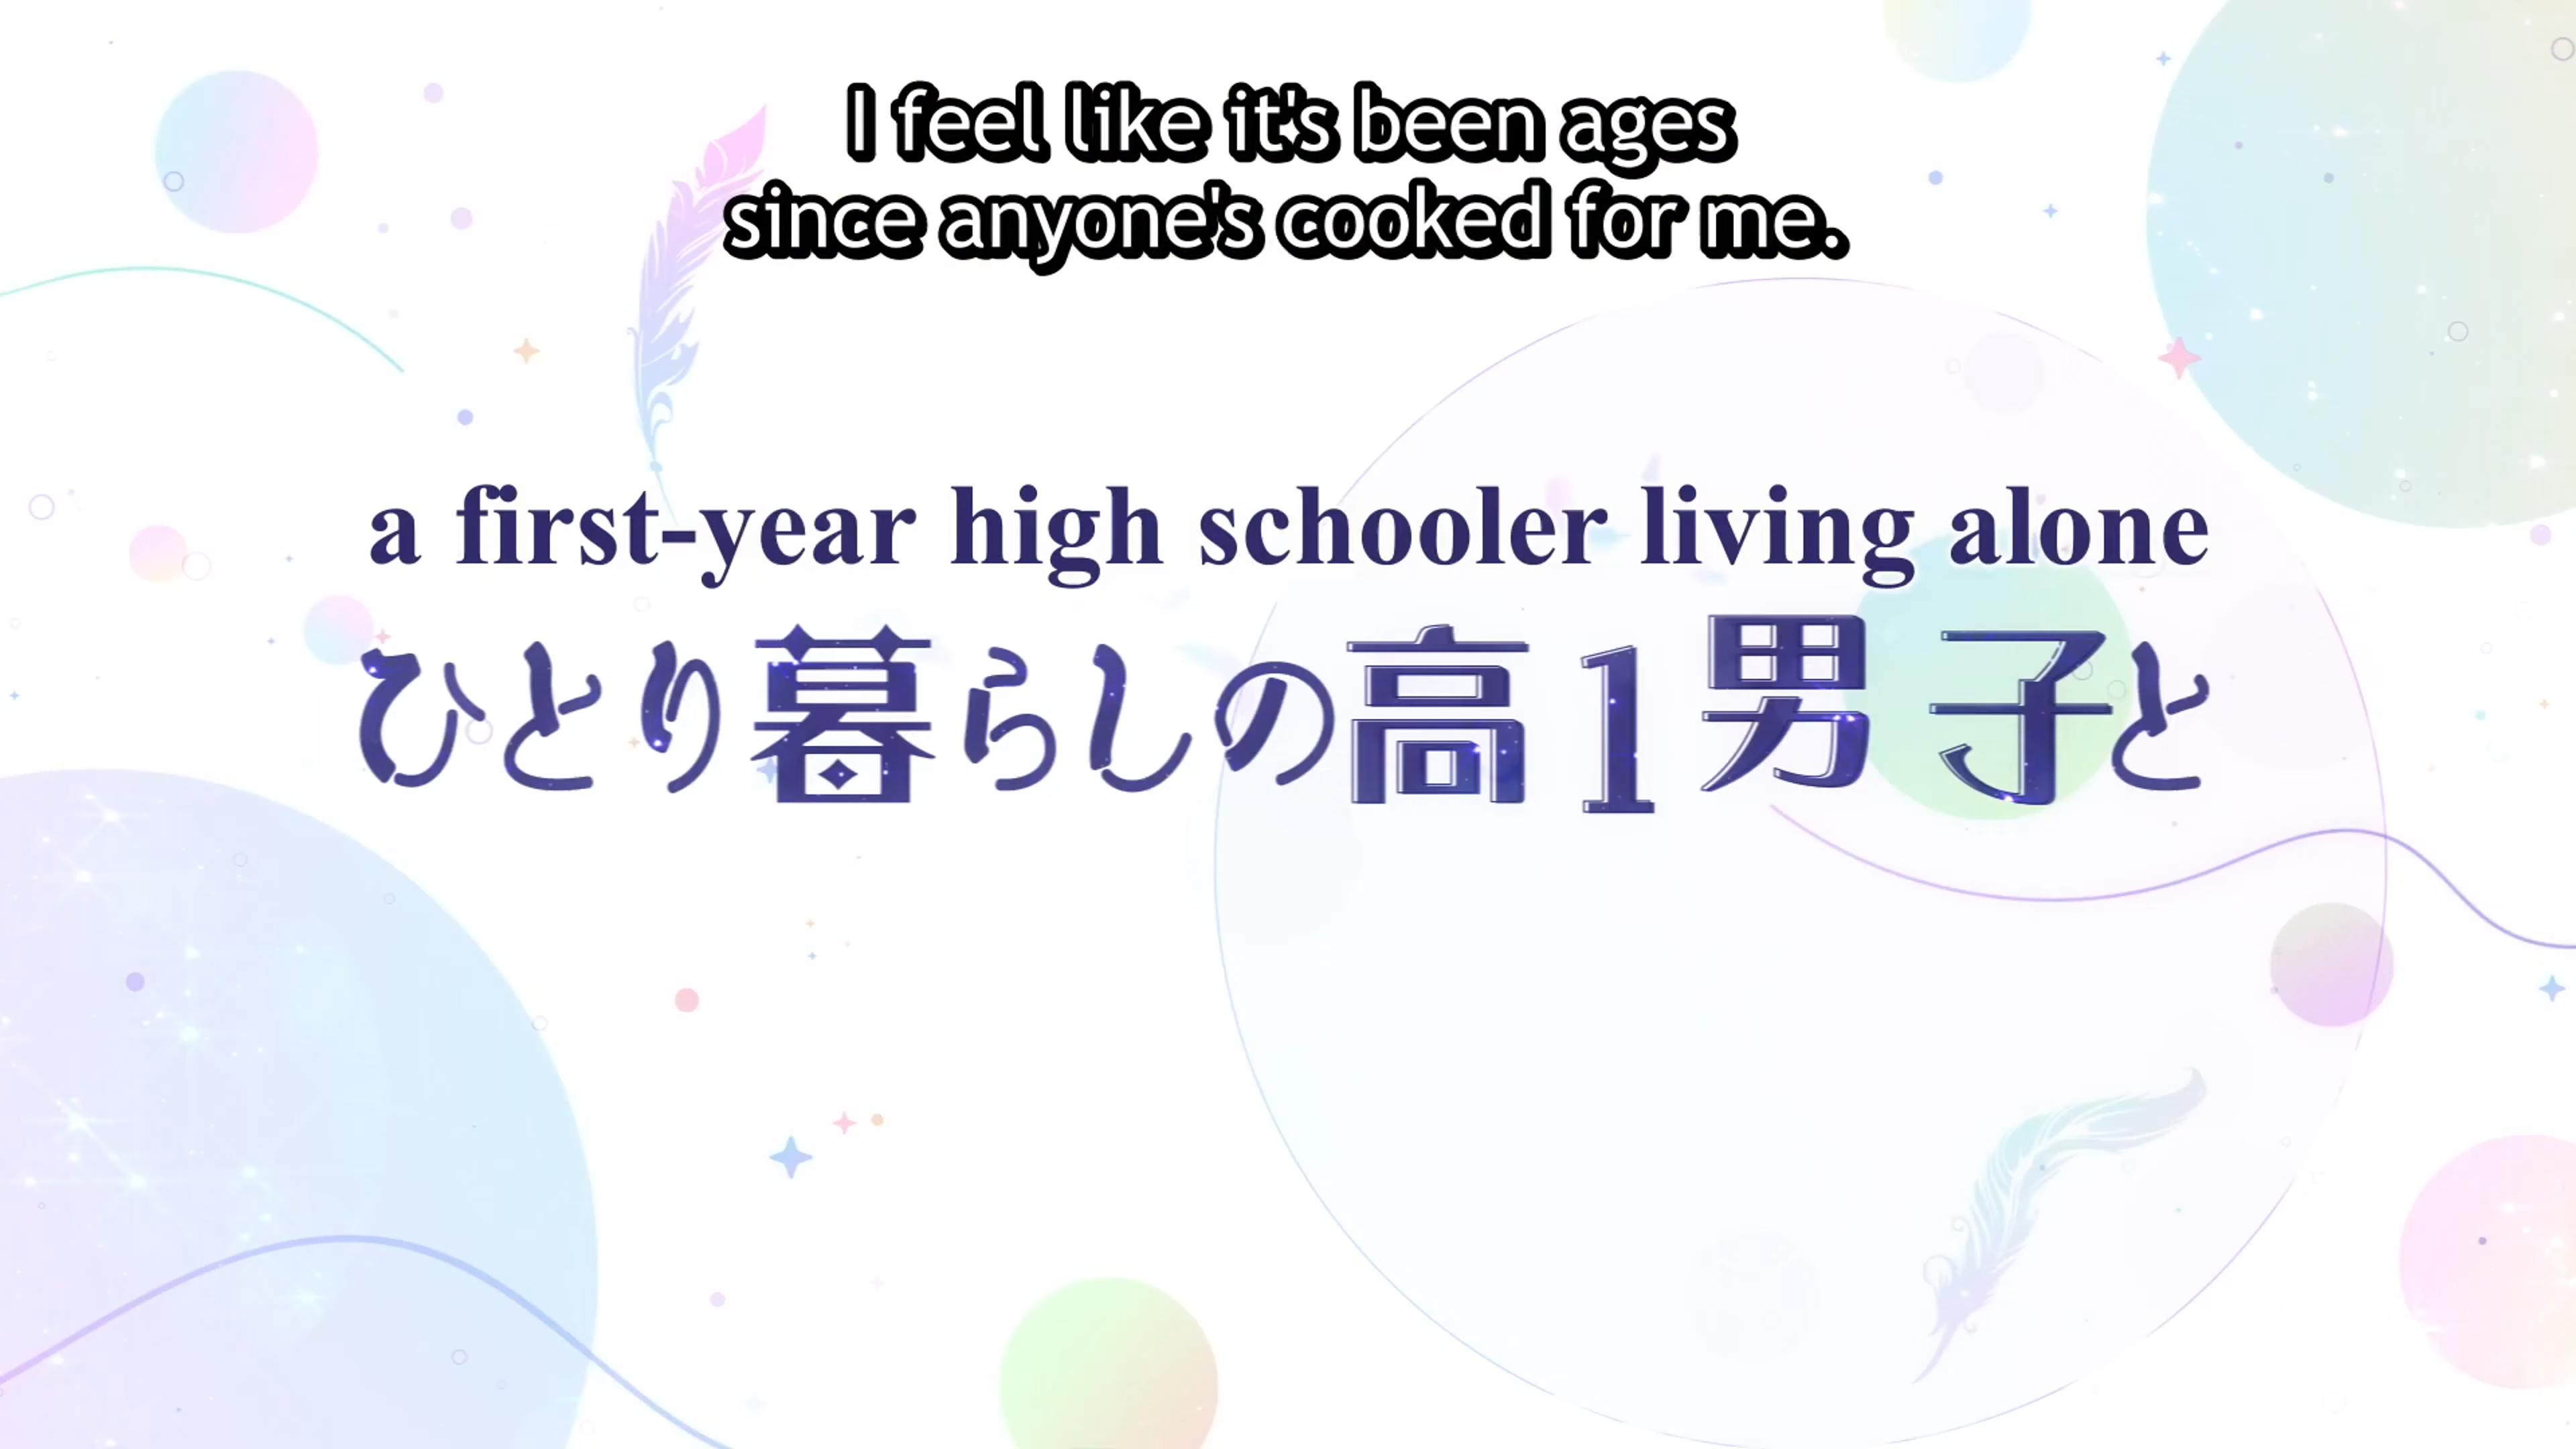 I feel like it's been ages
since anyone's cooked for me.
a first-year high schooler living alone
ひとり暮らしの高1男子と